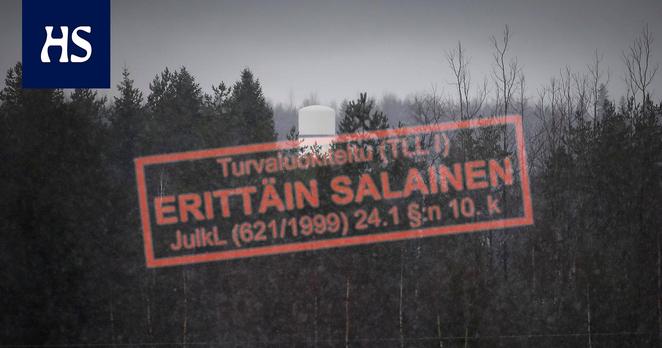 HS
Turvaluokiteltu (TLL I)
ERITTÄIN SALAINEN
JulkL (621/1999) 24.1 §:n 10. k